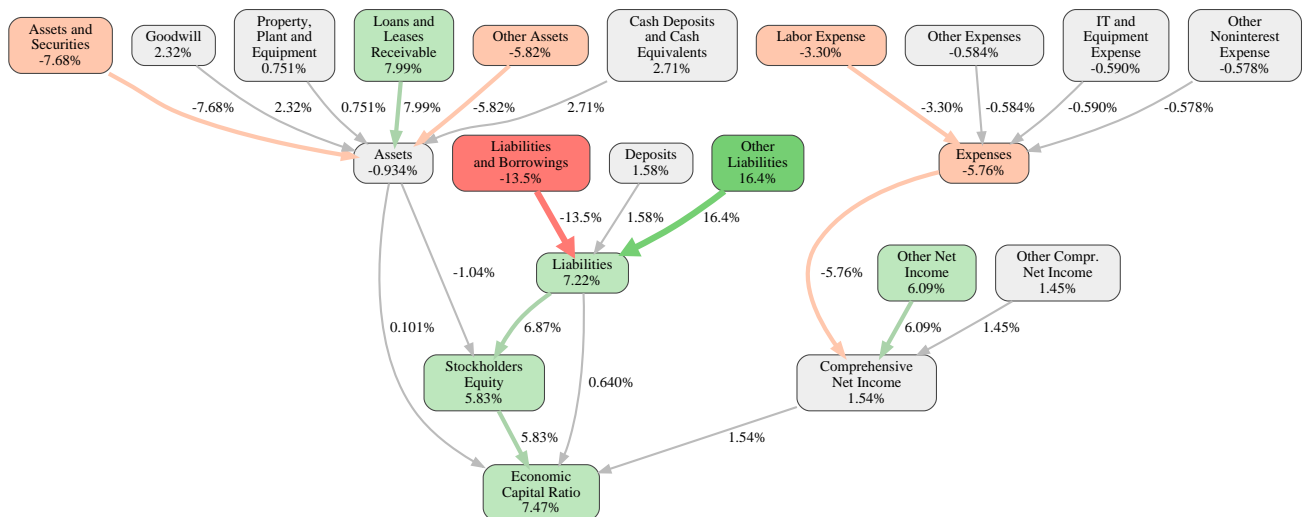 Assets and
Securities
-7.68%
Goodwill
2.32%
Property,
Plant and
Equipment
0.751%
Loans and
Leases
Receivable
7.99%
Other Assets
-5.82%
Cash Deposits
and Cash
Equivalents
2.71%
Labor Expense
-3.30%
Other Expenses
-0.584%
IT and
Equipment
Expense
-0.590%
Other
Noninterest
Expense
-0.578%
-7.68%
2.32%
0.751%
7.99%
-5.82%
2.71%
-3.30%
-0.584%
-0.590%
-0.578%
Assets
-0.934%
Liabilities
and Borrowings
-13.5%
Deposits
1.58%
Other
Liabilities
16.4%
Expenses
-5.76%
-13.5%
1.58%
16.4%
-1.04%
Liabilities
7.22%
-5.76%
Other Net
Income
6.09%
Other Compr.
Net Income
1.45%
0.101%
6.87%
6.09%
1.45%
Stockholders
Equity
5.83%
0.640%
Comprehensive
Net Income
1.54%
5.83%
1.54%
Economic
Capital Ratio
7.47%